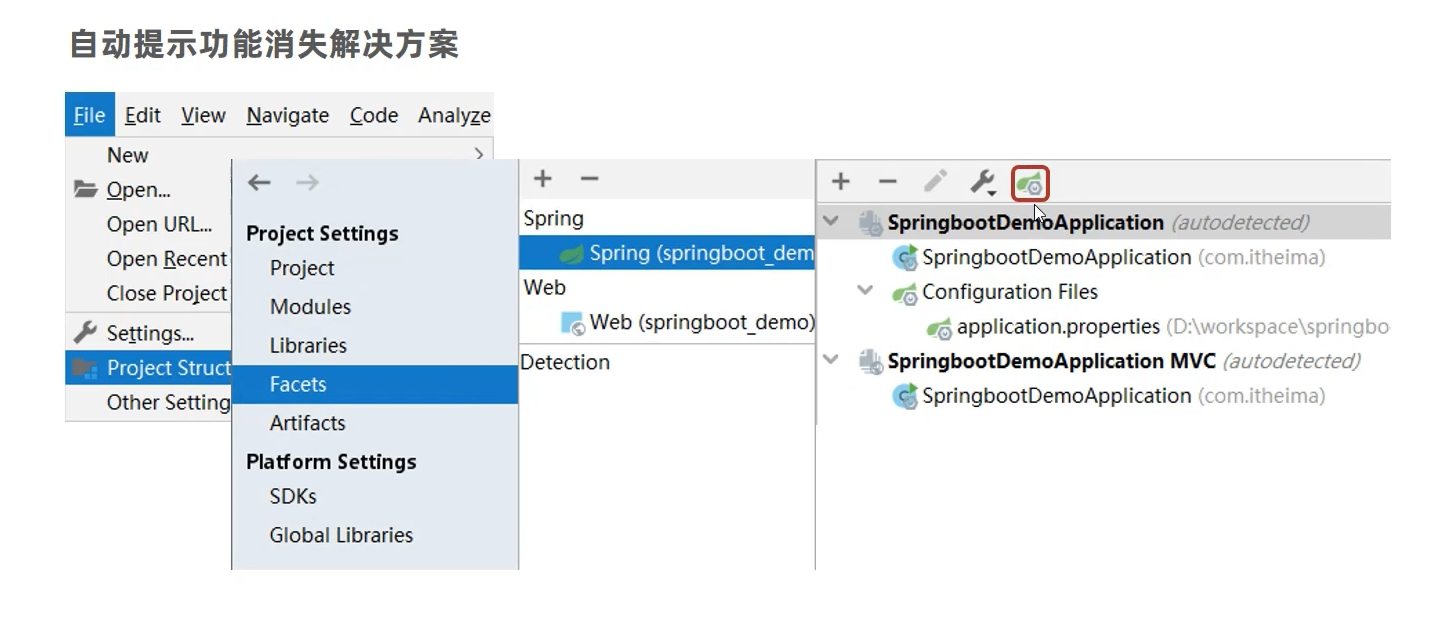 自动提示功能消失解决方案
File Edit View Navigate Code Analyze
New
Open...
Open URL...
Open Recent
Close Project
Settings...
Project Struct
Other Setting
Project Settings
Project
Modules
Libraries
Facets
Artifacts
Platform Settings
SDKs
Global Libraries
Spring
Spring (springboot_dem
Web
Web (springboot_demo)
Detection
SpringbootDemoApplication (autodetected)
SpringbootDemoApplication (com.itheima)
Configuration Files
application.properties (D:\workspace\springbo
SpringbootDemoApplication MVC (autodetected)
SpringbootDemoApplication (com.itheima)